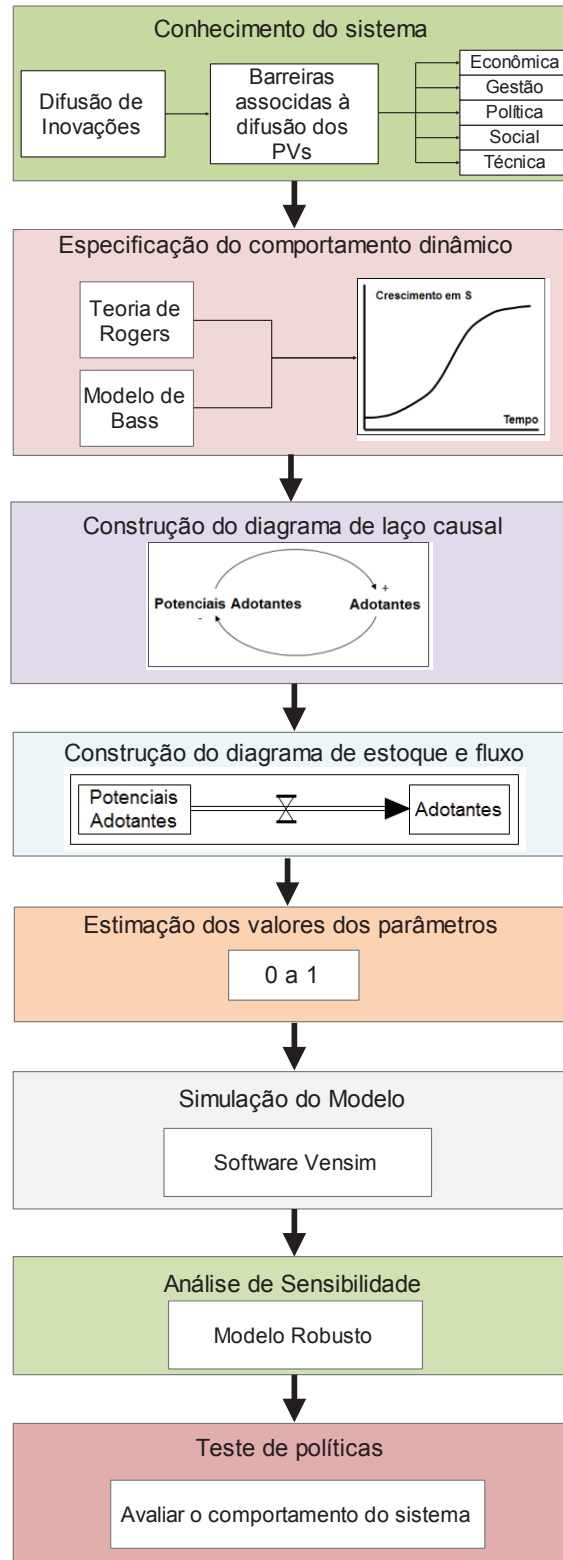 Conhecimento do sistema
Difusão de
Inovações
Barreiras
associadas à
difusão dos
PVs
Econômica
Gestão
Política
Social
Técnica
Especificação do comportamento dinâmico
Teoria de
Rogers
Modelo de
Bass
Crescimento em S
Tempo
Construção do diagrama de laço causal
Potenciais Adotantes
-
+
Adotantes
Construção do diagrama de estoque e fluxo
Potenciais
Adotantes
Adotantes
Estimação dos valores dos parâmetros
0 a 1
Simulação do Modelo
Software Vensim
Análise de Sensibilidade
Modelo Robusto
Teste de políticas
Avaliar o comportamento do sistema